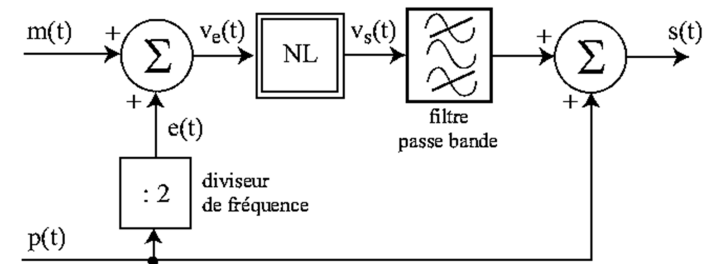 m(t)
+
Σ
+
v_e(t)
NL
v_s(t)
filtre
passe bande
+
Σ
+
s(t)
e(t)
: 2
diviseur
de fréquence
p(t)